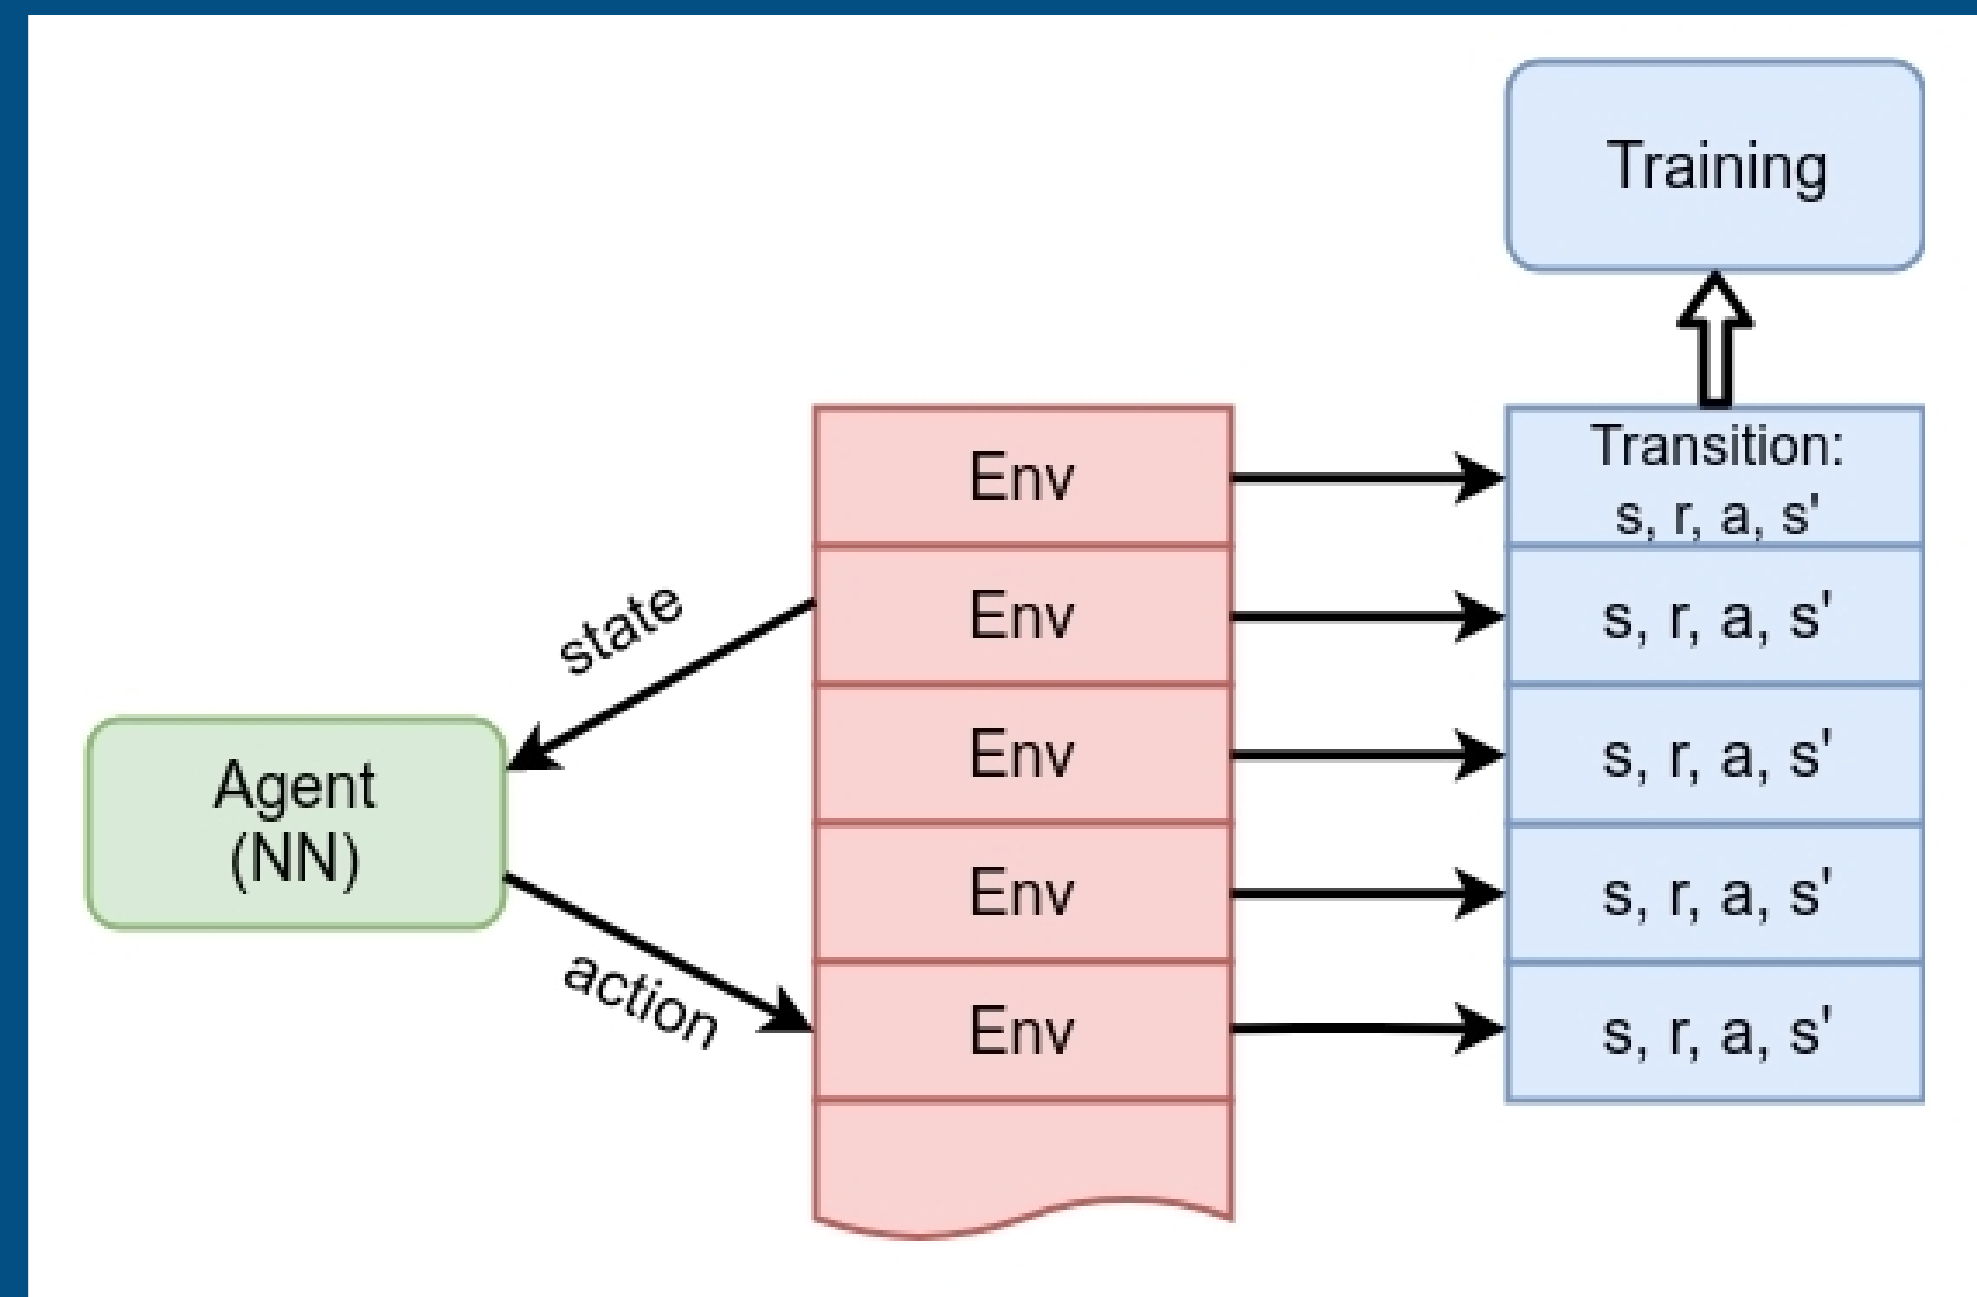 Training
Transition:
s, r, a, s'
Env
Env
s, r, a, s'
state
Env
s, r, a, s'
Agent
(NN)
Env
s, r, a, s'
action
Env
s, r, a, s'